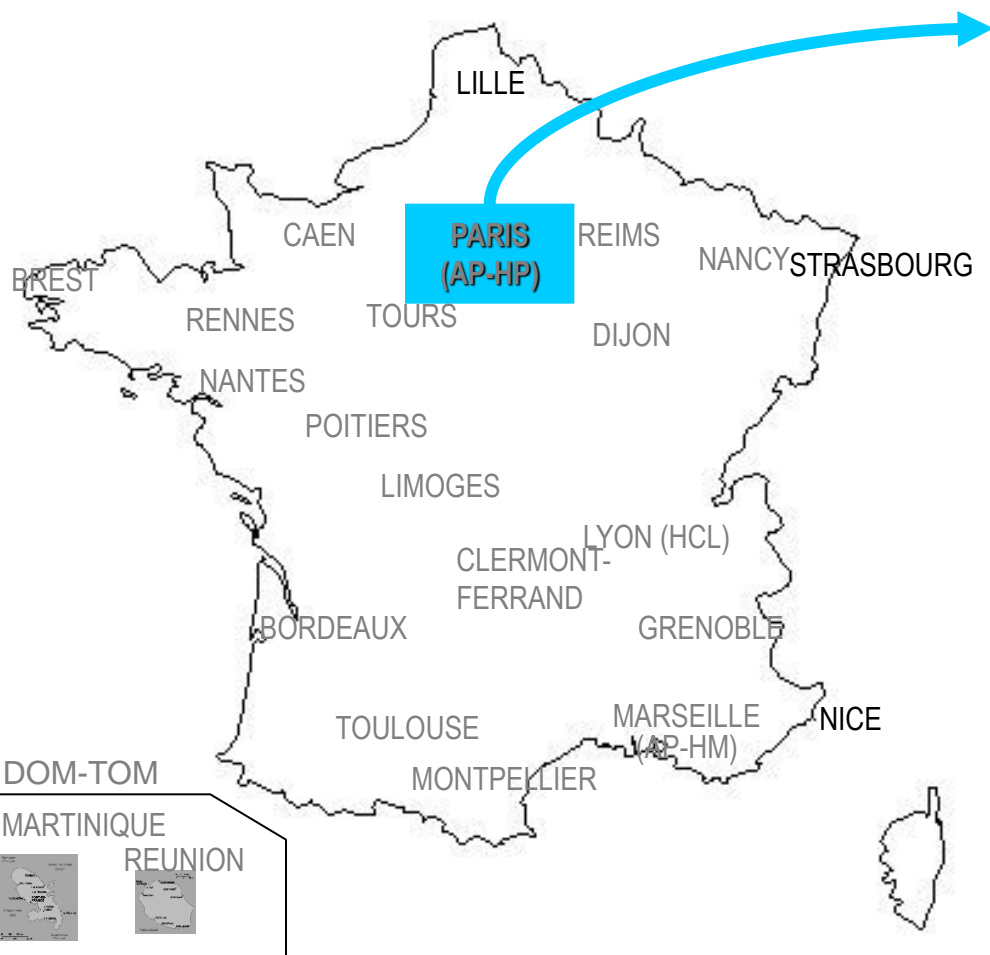 LILLE
CAEN
PARIS
(AP-HP)
REIMS
NANCY
STRASBOURG
BREST
RENNES
TOURS
DIJON
NANTES
POITIERS
LIMOGES
LYON (HCL)
CLERMONT-
FERRAND
BORDEAUX
GRENOBLE
TOULOUSE
MARSEILLE
(AP-HM)
NICE
MONTPELLIER
DOM-TOM
MARTINIQUE
REUNION